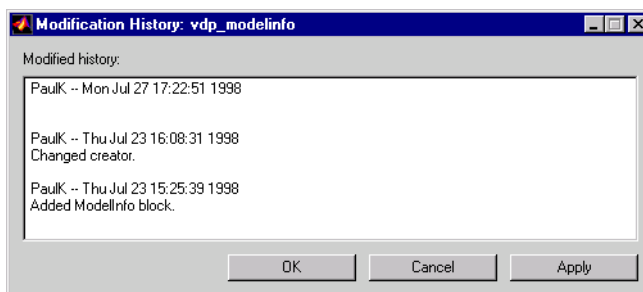 Modification History: vdp_modelinfo
Modified history:
PaulK -- Mon Jul 27 17:22:51 1998
PaulK -- Thu Jul 23 16:08:31 1998
Changed creator.
PaulK -- Thu Jul 23 15:25:39 1998
Added ModelInfo block.
OK Cancel Apply